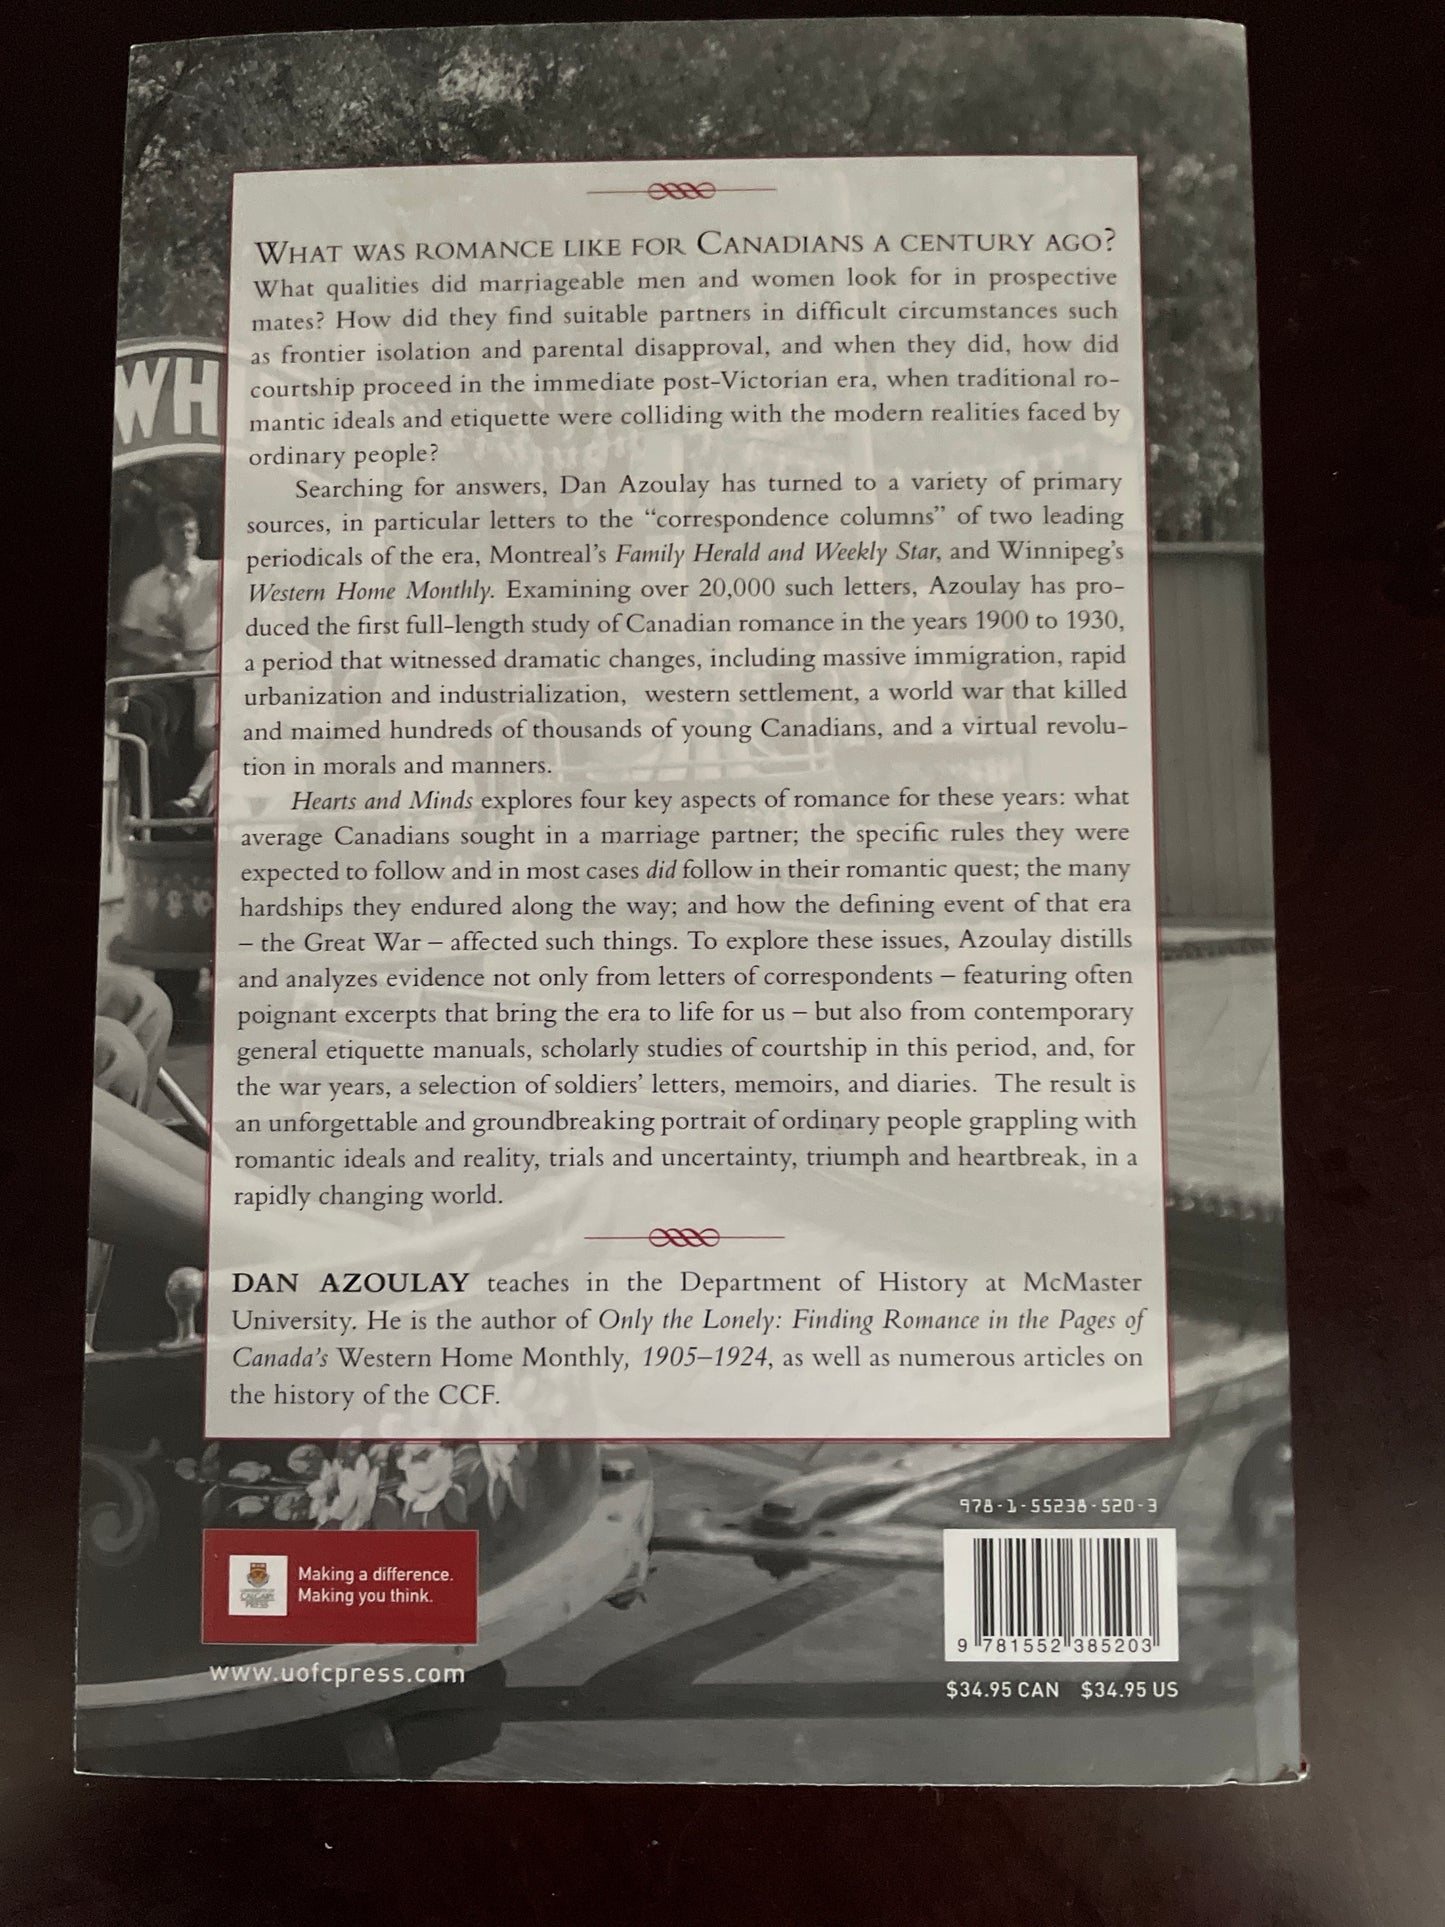 WHAT WAS ROMANCE LIKE FOR CANADIANS A CENTURY AGO?
What qualities did marriageable men and women look for in prospective
mates? How did they find suitable partners in difficult circumstances such
as frontier isolation and parental disapproval, and when they did, how did
courtship proceed in the immediate post-Victorian era, when traditional ro-
WH
mantic ideals and etiquette were colliding with the modern realities faced by
ordinary people?
Searching for answers, Dan Azoulay has turned to a variety of primary
sources, in particular letters to the “correspondence columns” of two leading
periodicals of the era, Montreal’s Family Herald and Weekly Star, and Winnipeg’s
Western Home Monthly. Examining over 20,000 such letters, Azoulay has pro-
duced the first full-length study of Canadian romance in the years 1900 to 1930,
a period that witnessed dramatic changes, including massive immigration, rapid
urbanization and industrialization, western settlement, a world war that killed
and maimed hundreds of thousands of young Canadians, and a virtual revolu-
tion in morals and manners.
Hearts and Minds explores four key aspects of romance for these years: what
average Canadians sought in a marriage partner; the specific rules they were
expected to follow and in most cases did follow in their romantic quest; the many
hardships they endured along the way; and how the defining event of that era
– the Great War – affected such things. To explore these issues, Azoulay distills
and analyzes evidence not only from letters of correspondents – featuring often
poignant excerpts that bring the era to life for us – but also from contemporary
general etiquette manuals, scholarly studies of courtship in this period, and, for
the war years, a selection of soldiers’ letters, memoirs, and diaries. The result is
an unforgettable and groundbreaking portrait of ordinary people grappling with
romantic ideals and reality, trials and uncertainty, triumph and heartbreak, in a
rapidly changing world.
DAN AZOULAY teaches in the Department of History at McMaster
University. He is the author of Only the Lonely: Finding Romance in the Pages of
Canada’s Western Home Monthly, 1905–1924, as well as numerous articles on
the history of the CCF.
978-1-55238-520-3
UNIVERSITY OF
CALGARY
PRESS
Making a difference.
Making you think.
9 781552 385203
www.uofcpress.com
$34.95 CAN $34.95 US